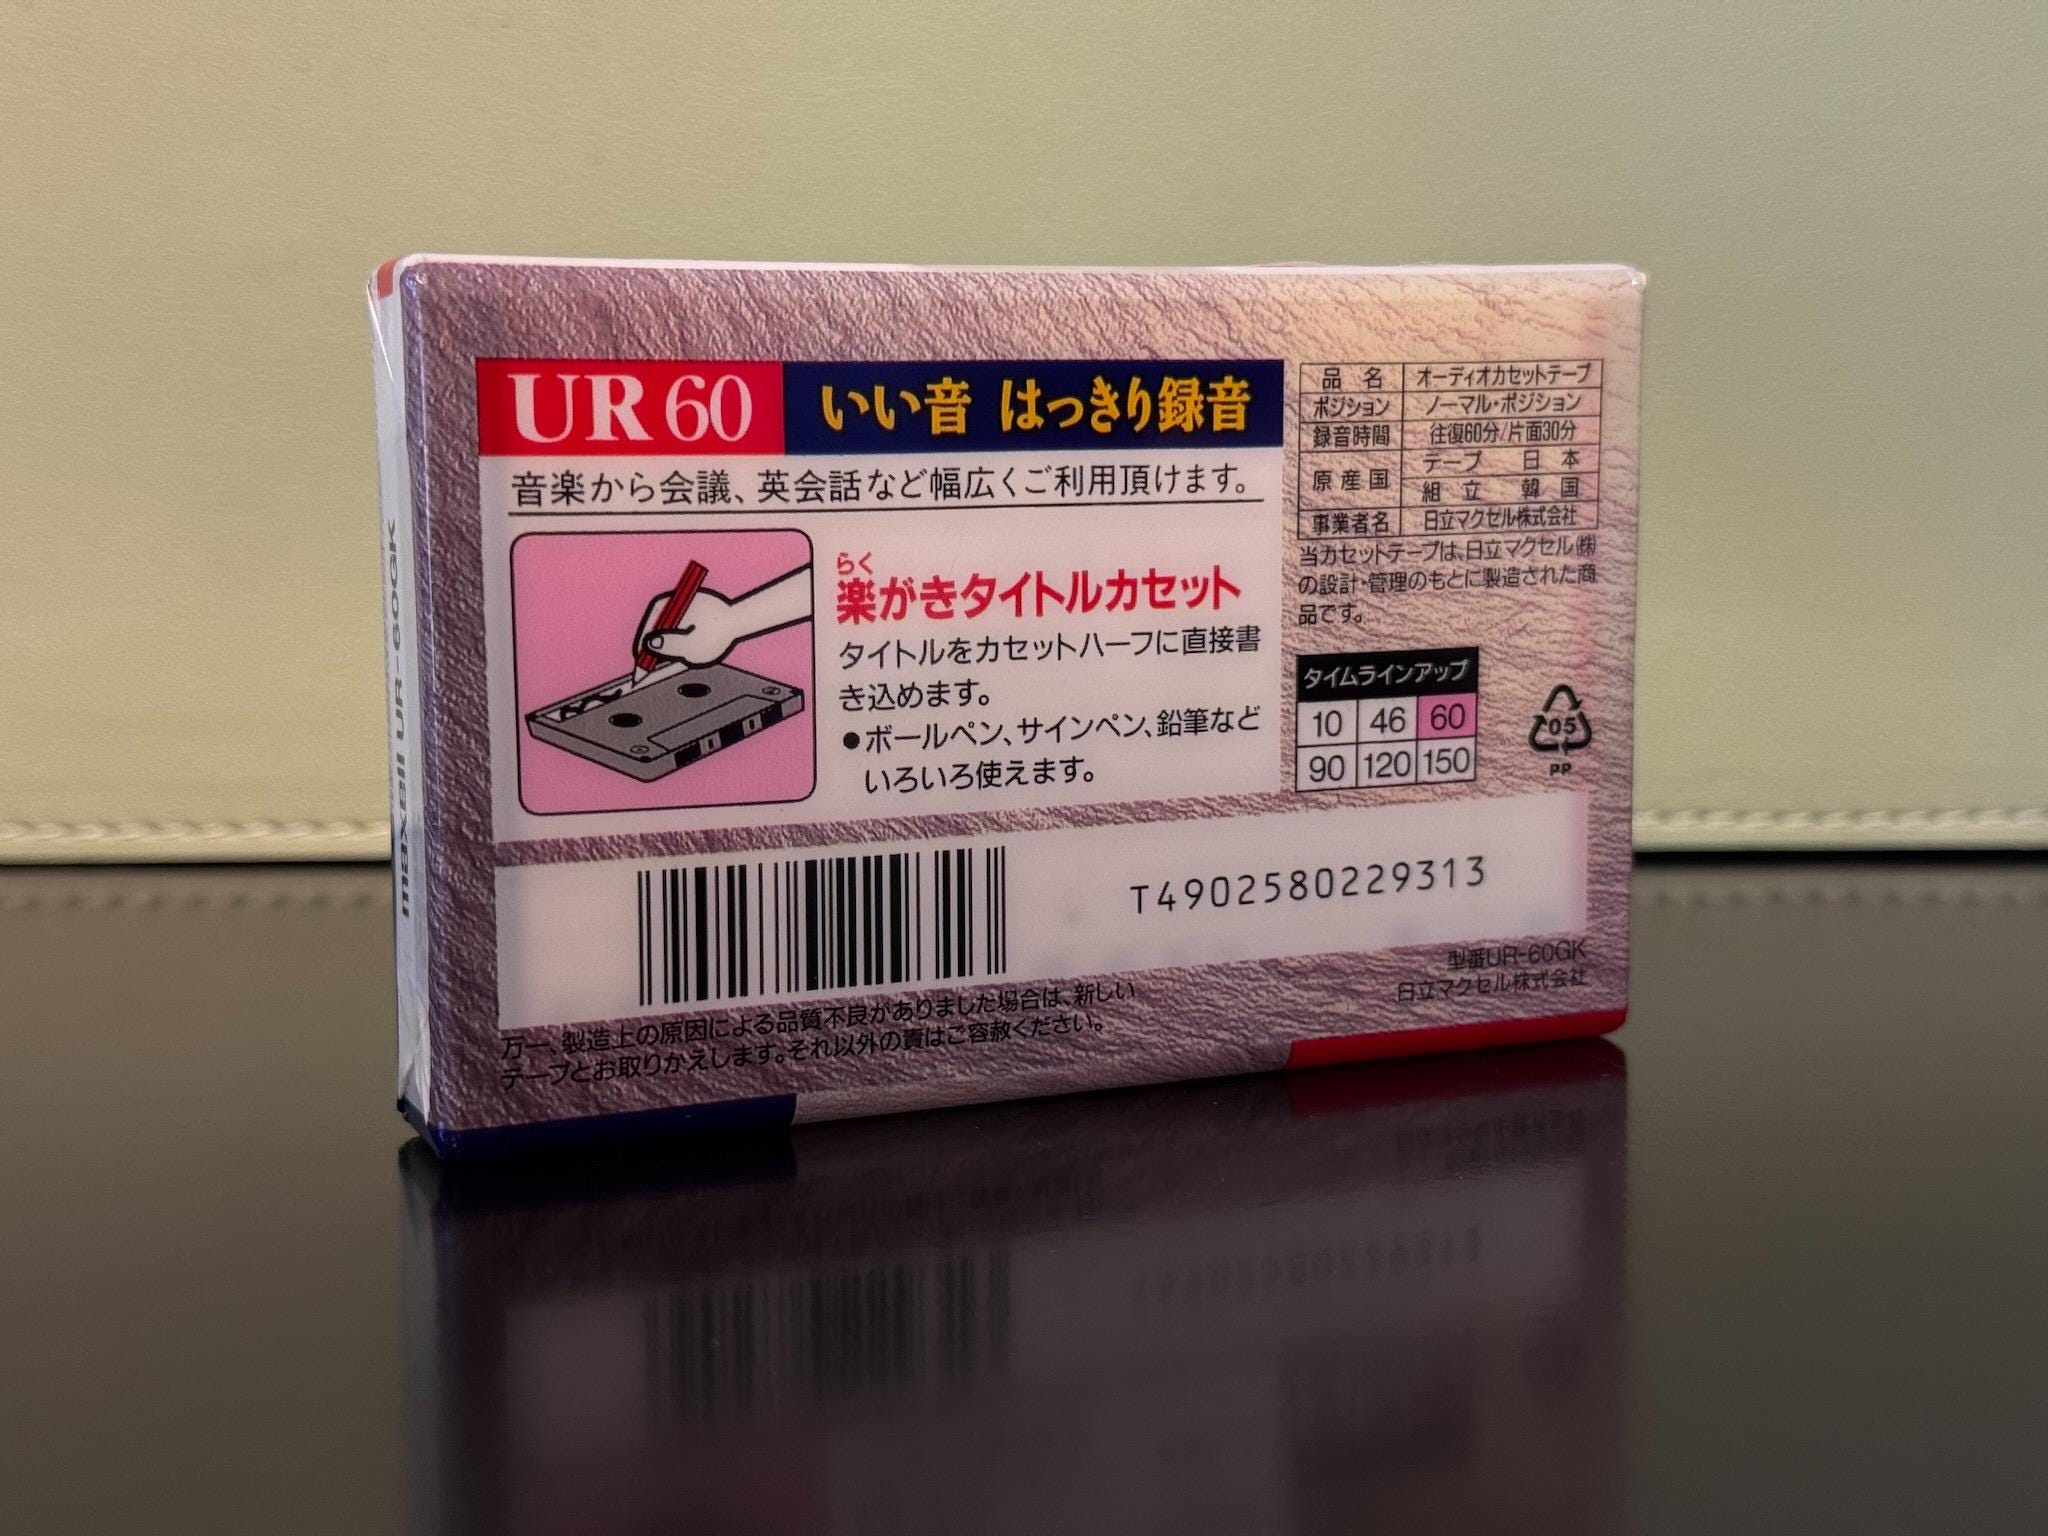 UR 60 いい音 はっきり録音
音楽から会議、英会話など幅広くご利用頂けます。
らく
楽がきタイトルカセット
タイトルをカセットハーフに直接書
き込めます。
●ボールペン、サインペン、鉛筆など
いろいろ使えます。
品名 オーディオカセットテープ
ポジション ノーマル・ポジション
録音時間 往復60分/片面30分
原産国 テープ 日本
組立 韓国
事業者名 日立マクセル株式会社
当カセットテープは、日立マクセル(株)
の設計・管理のもとに製造された商
品です。
タイムラインアップ
10 46 60
90 120 150
05
PP
T4902580229313
型番UR-60GK
日立マクセル株式会社
万一、製造上の原因による品質不良がありました場合は、新しい
テープとお取りかえします。それ以外の責はご容赦ください。
maxell UR-60GK